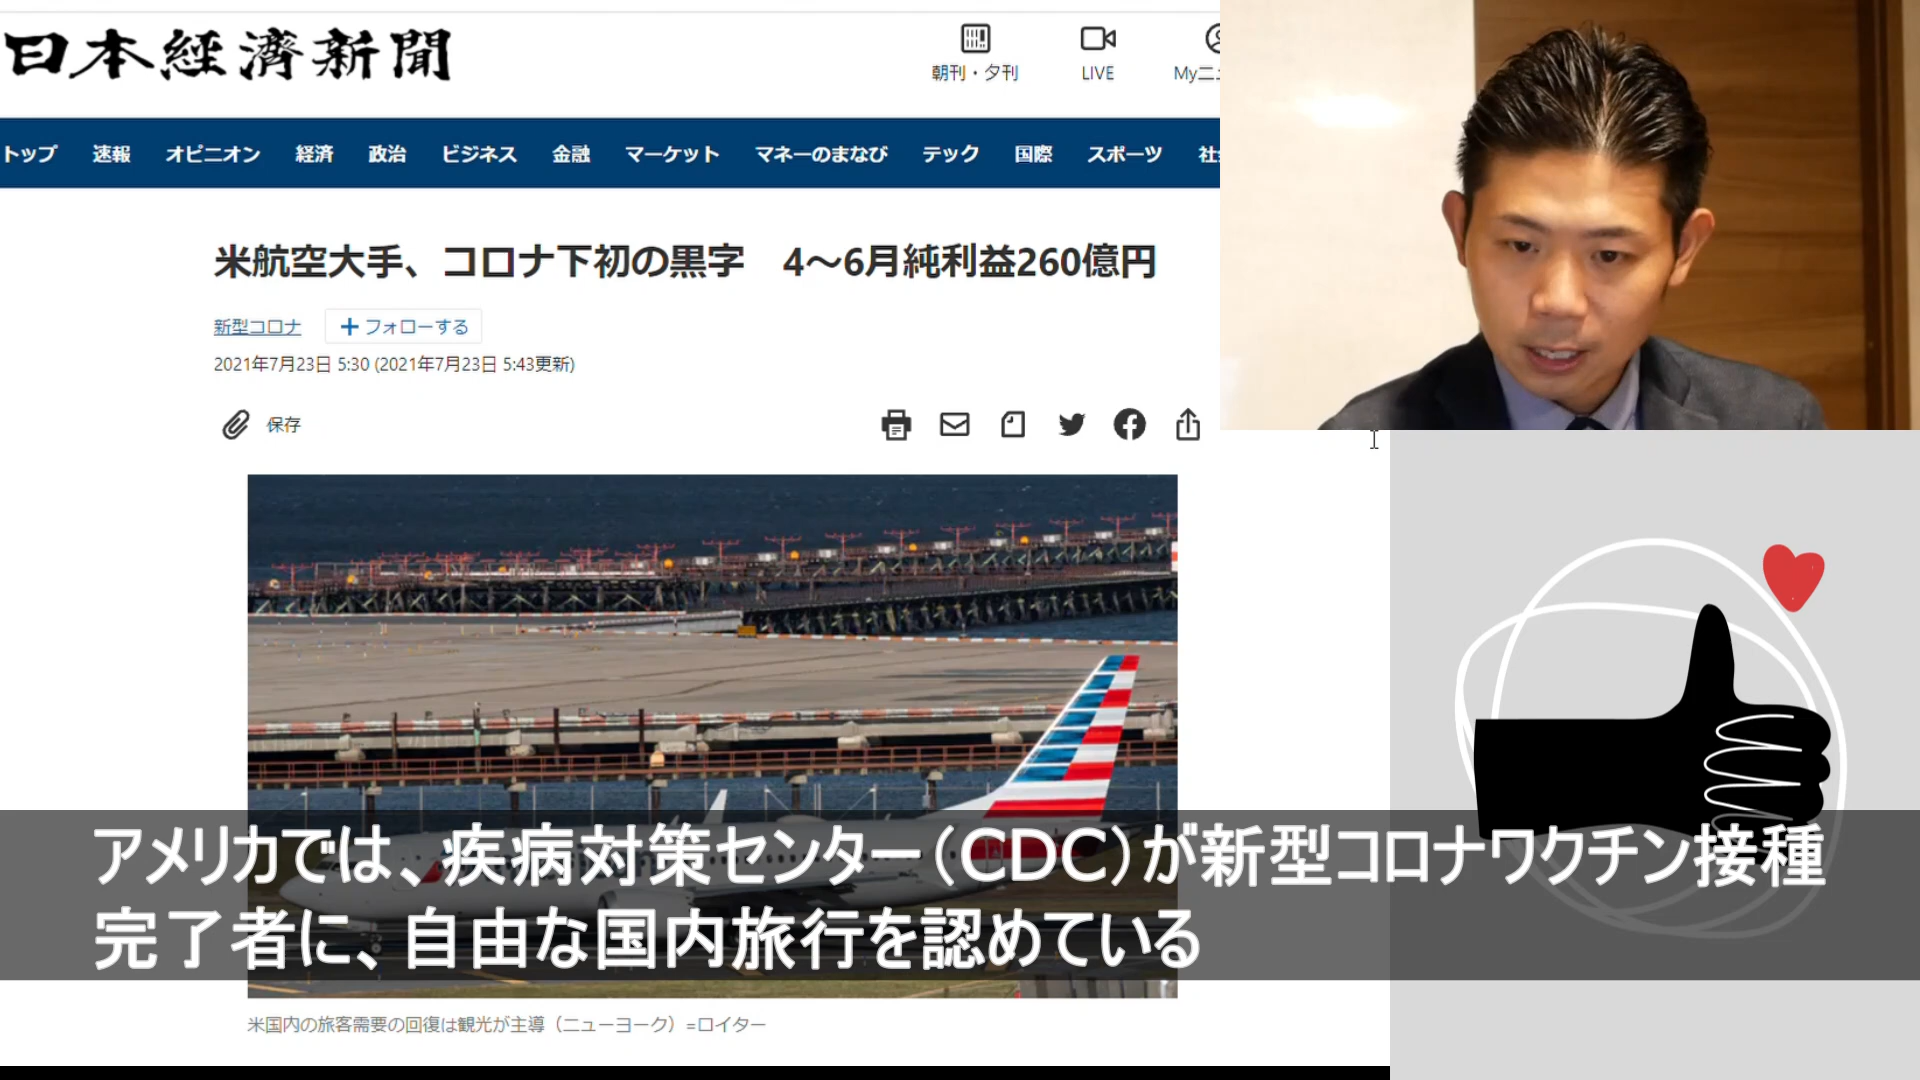 日本経済新聞
朝刊・夕刊
LIVE
Myニュ
トップ 速報 オピニオン 経済 政治 ビジネス 金融 マーケット マネーのまなび テック 国際 スポーツ 社
米航空大手、コロナ下初の黒字　4〜6月純利益260億円
新型コロナ
＋フォローする
2021年7月23日 5:30 (2021年7月23日 5:43更新)
保存
アメリカでは、疾病対策センター（CDC）が新型コロナワクチン接種
完了者に、自由な国内旅行を認めている
米国内の旅客需要の回復は観光が主導（ニューヨーク）=ロイター